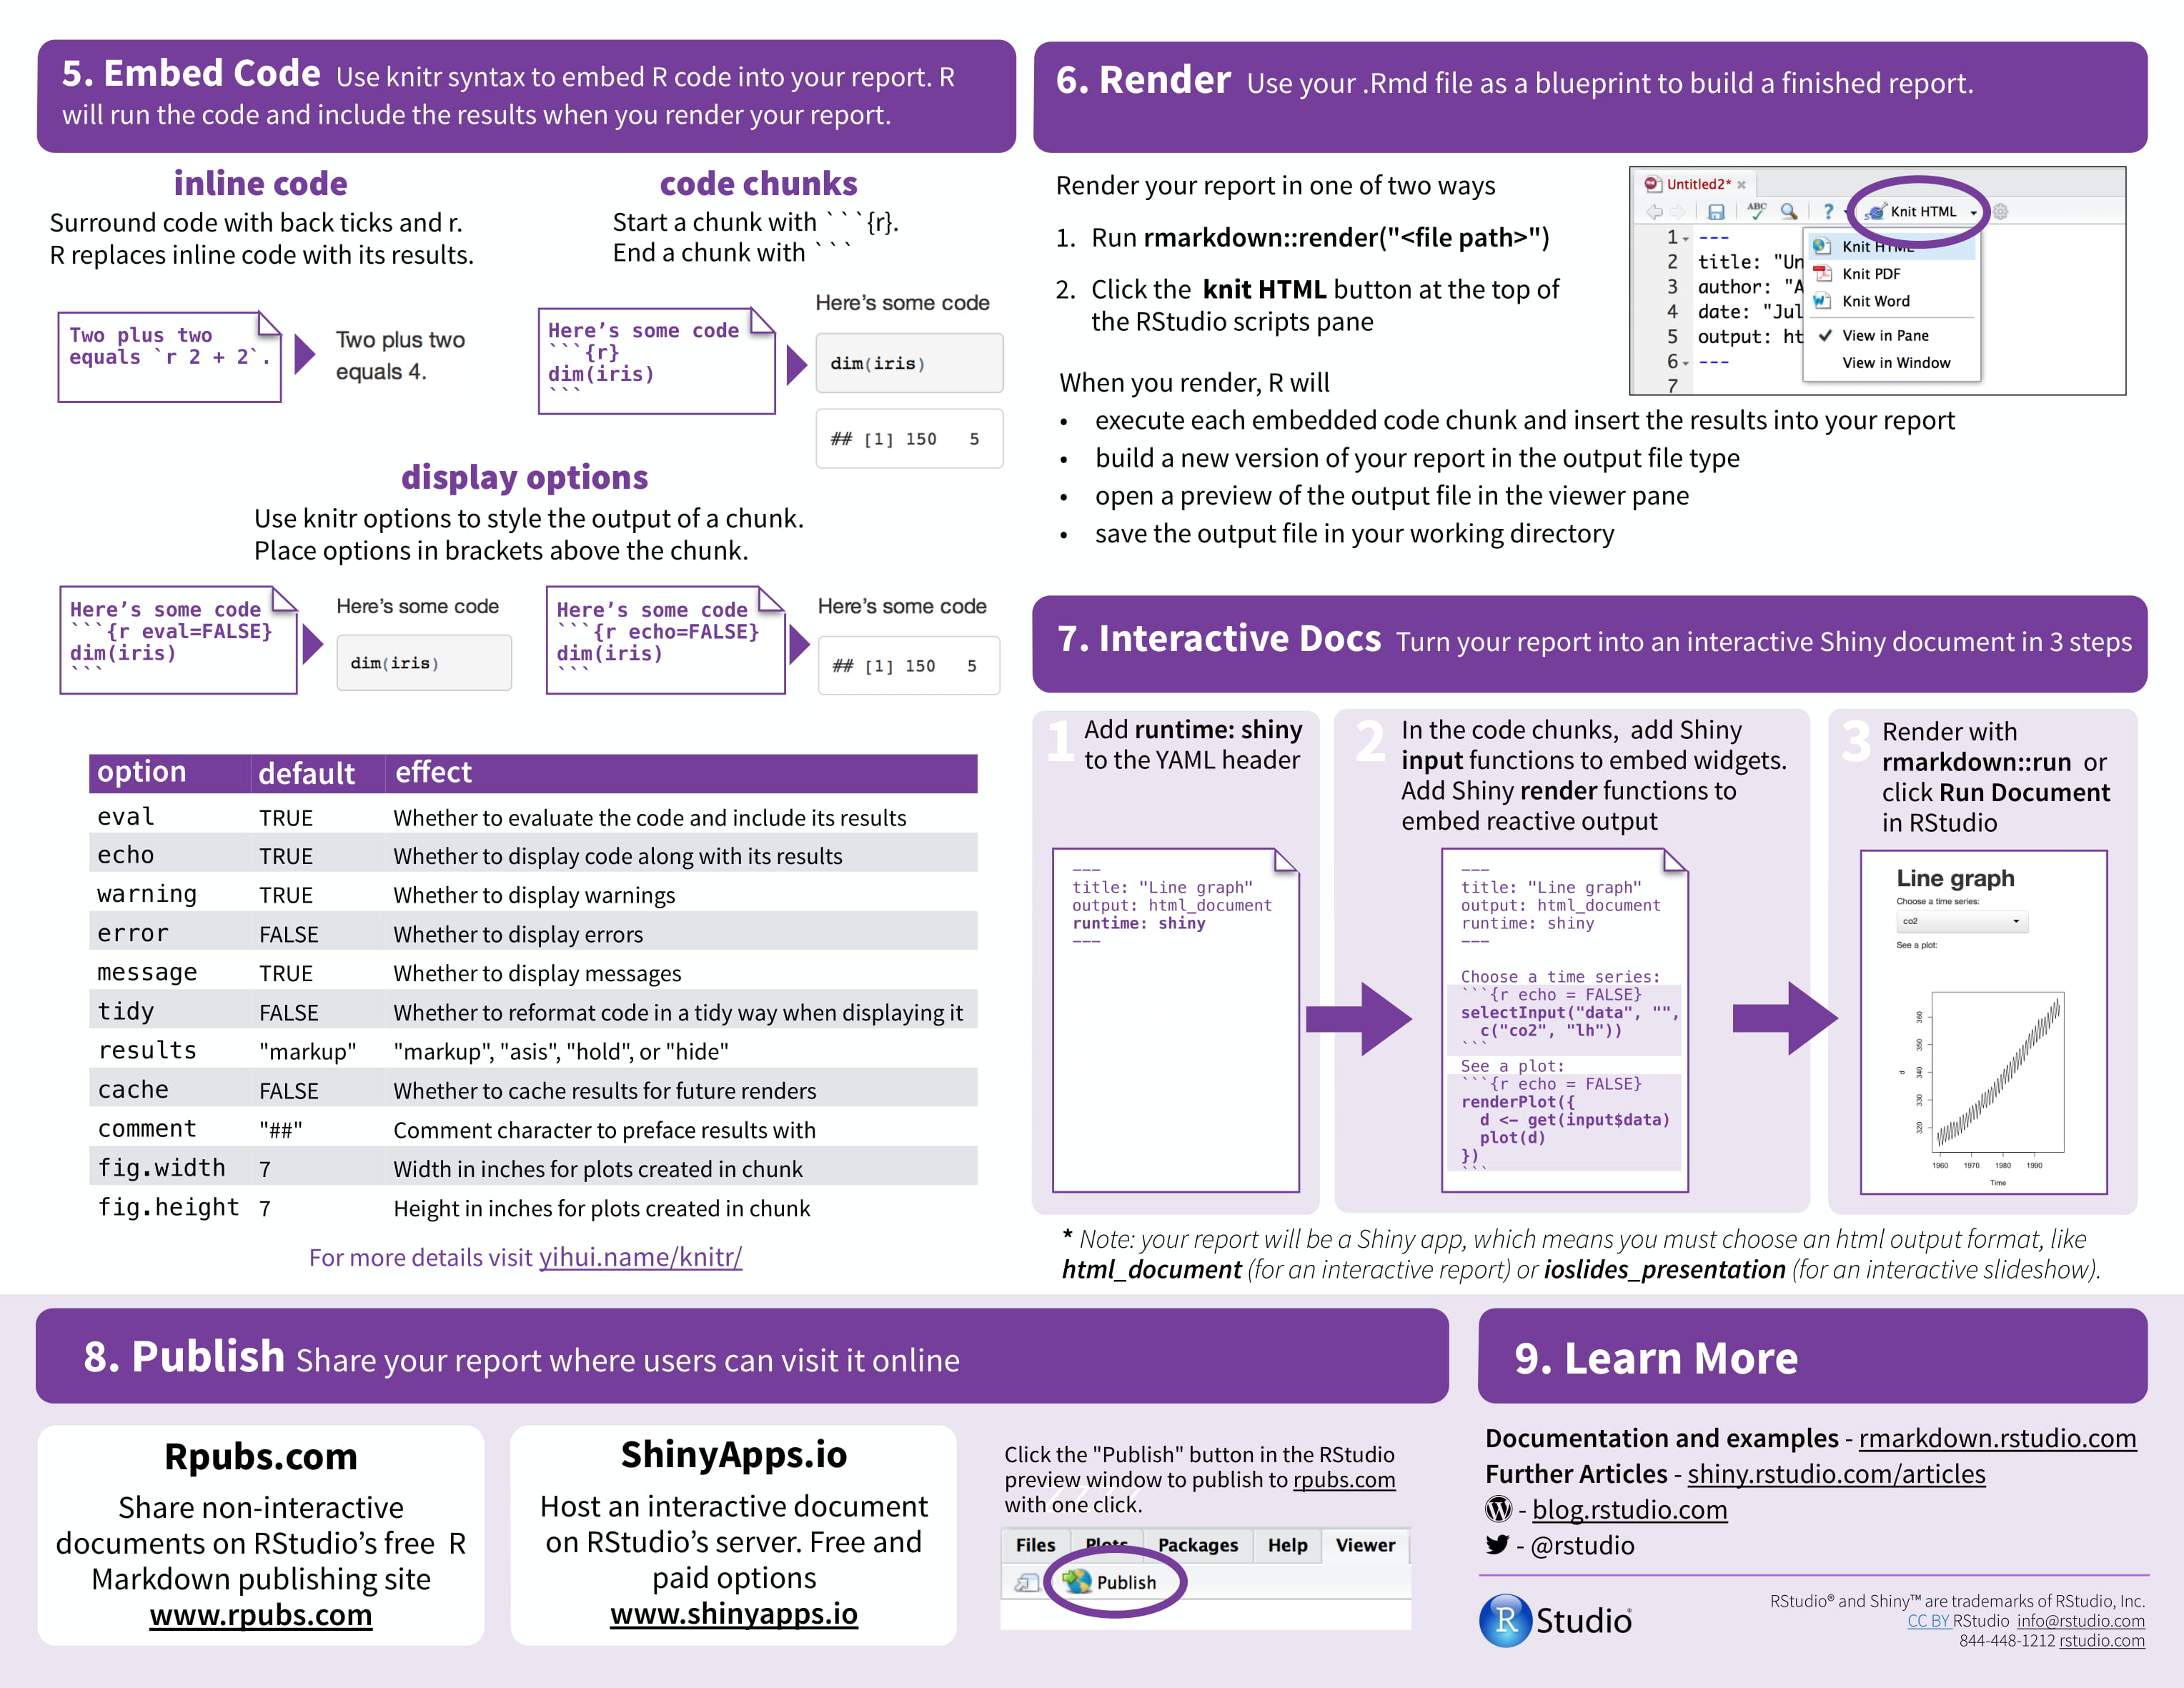 5. Embed Code Use knitr syntax to embed R code into your report. R
will run the code and include the results when you render your report.
inline code
Surround code with back ticks and r.
R replaces inline code with its results.
Two plus two
equals `r 2 + 2`.
Two plus two
equals 4.
code chunks
Start a chunk with ```{r}.
End a chunk with ```
Here's some code
```{r}
dim(iris)
```
Here's some code
dim(iris)
## [1] 150   5
display options
Use knitr options to style the output of a chunk.
Place options in brackets above the chunk.
Here's some code
```{r eval=FALSE}
dim(iris)
```
Here's some code
dim(iris)
Here's some code
```{r echo=FALSE}
dim(iris)
```
Here's some code
## [1] 150   5
option default effect
eval TRUE Whether to evaluate the code and include its results
echo TRUE Whether to display code along with its results
warning TRUE Whether to display warnings
error FALSE Whether to display errors
message TRUE Whether to display messages
tidy FALSE Whether to reformat code in a tidy way when displaying it
results "markup" "markup", "asis", "hold", or "hide"
cache FALSE Whether to cache results for future renders
comment "##" Comment character to preface results with
fig.width 7 Width in inches for plots created in chunk
fig.height 7 Height in inches for plots created in chunk
For more details visit yihui.name/knitr/
6. Render Use your .Rmd file as a blueprint to build a finished report.
Render your report in one of two ways
1. Run rmarkdown::render("<file path>")
2. Click the knit HTML button at the top of
the RStudio scripts pane
When you render, R will
• execute each embedded code chunk and insert the results into your report
• build a new version of your report in the output file type
• open a preview of the output file in the viewer pane
• save the output file in your working directory
Untitled2*
ABC ? Knit HTML
1 ---
2 title: "Un
3 author: "A
4 date: "Jul
5 output: ht
6 ---
7
Knit HTML
Knit PDF
Knit Word
View in Pane
View in Window
7. Interactive Docs Turn your report into an interactive Shiny document in 3 steps
1 Add runtime: shiny
to the YAML header
---
title: "Line graph"
output: html_document
runtime: shiny
---
2 In the code chunks, add Shiny
input functions to embed widgets.
Add Shiny render functions to
embed reactive output
---
title: "Line graph"
output: html_document
runtime: shiny
---
Choose a time series:
```{r echo = FALSE}
selectInput("data", "",
c("co2", "lh"))
```
See a plot:
```{r echo = FALSE}
renderPlot({
d <- get(input$data)
plot(d)
})
```
3 Render with
rmarkdown::run or
click Run Document
in RStudio
Line graph
Choose a time series:
co2
See a plot:
360
350
340
330
320
d
1960 1970 1980 1990
Time
* Note: your report will be a Shiny app, which means you must choose an html output format, like
html_document (for an interactive report) or ioslides_presentation (for an interactive slideshow).
8. Publish Share your report where users can visit it online
Rpubs.com
Share non-interactive
documents on RStudio's free R
Markdown publishing site
www.rpubs.com
ShinyApps.io
Host an interactive document
on RStudio's server. Free and
paid options
www.shinyapps.io
Click the "Publish" button in the RStudio
preview window to publish to rpubs.com
with one click.
Files Plots Packages Help Viewer
Publish
9. Learn More
Documentation and examples - rmarkdown.rstudio.com
Further Articles - shiny.rstudio.com/articles
- blog.rstudio.com
- @rstudio
R Studio®
RStudio® and Shiny™ are trademarks of RStudio, Inc.
CC BY RStudio info@rstudio.com
844-448-1212 rstudio.com